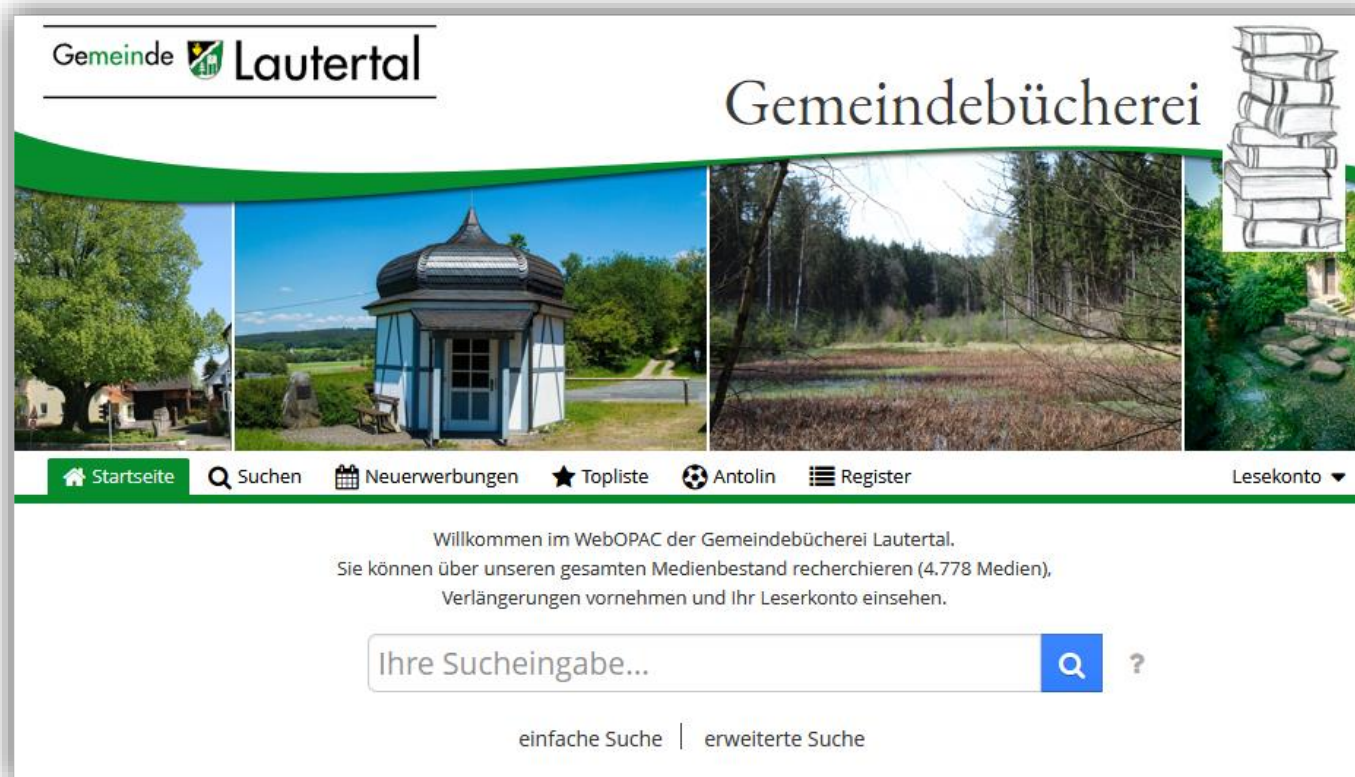 Gemeinde Lautertal
Gemeindebücherei
Startseite Suchen Neuerwerbungen Topliste Antolin Register Lesekonto
Willkommen im WebOPAC der Gemeindebücherei Lautertal.
Sie können über unseren gesamten Medienbestand recherchieren (4.778 Medien),
Verlängerungen vornehmen und Ihr Leserkonto einsehen.
Ihre Sucheingabe... ?
einfache Suche | erweiterte Suche